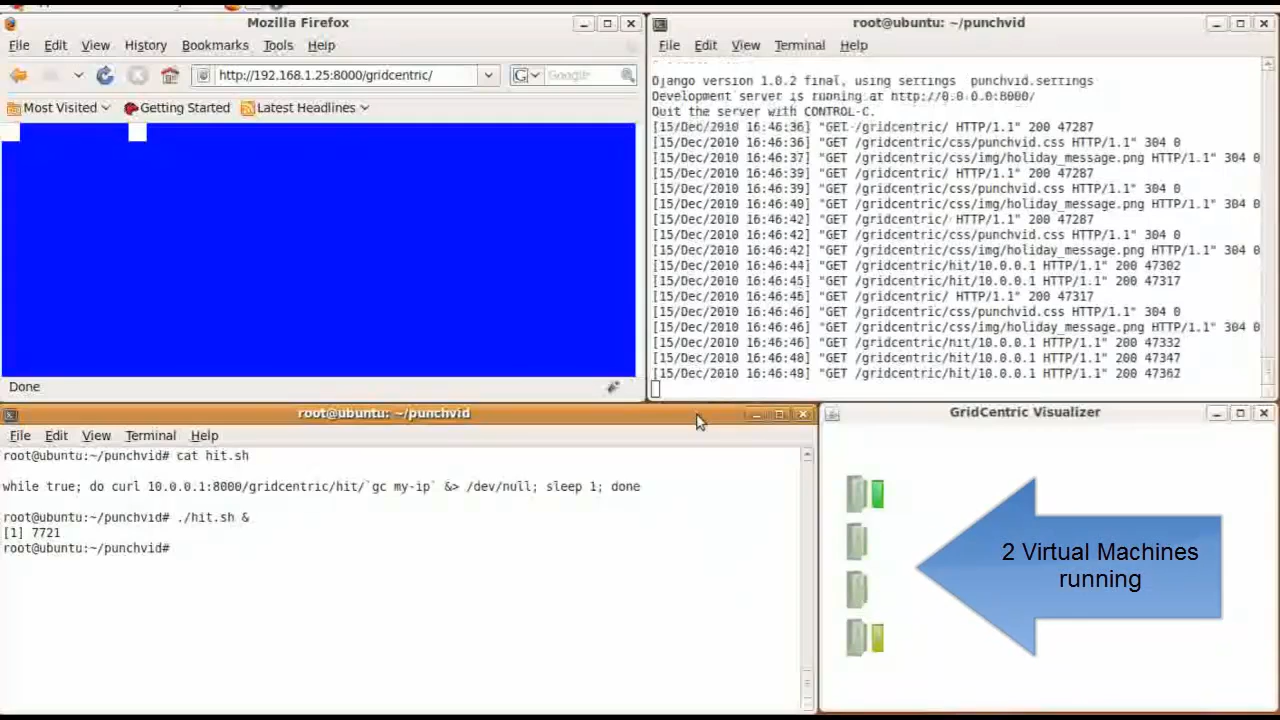 Mozilla Firefox
File Edit View History Bookmarks Tools Help
http://192.168.1.25:8000/gridcentric/
Google
Most Visited Getting Started Latest Headlines
Done
root@ubuntu: ~/punchvid
File Edit View Terminal Help
Django version 1.0.2 final, using settings punchvid.settings
Development server is running at http://0.0.0.0:8000/
Quit the server with CONTROL-C.
[15/Dec/2010 16:46:36] "GET /gridcentric/ HTTP/1.1" 200 47287
[15/Dec/2010 16:46:36] "GET /gridcentric/css/punchvid.css HTTP/1.1" 304 0
[15/Dec/2010 16:46:37] "GET /gridcentric/css/img/holiday_message.png HTTP/1.1" 304 0
[15/Dec/2010 16:46:39] "GET /gridcentric/ HTTP/1.1" 200 47287
[15/Dec/2010 16:46:39] "GET /gridcentric/css/punchvid.css HTTP/1.1" 304 0
[15/Dec/2010 16:46:40] "GET /gridcentric/css/img/holiday_message.png HTTP/1.1" 304 0
[15/Dec/2010 16:46:42] "GET /gridcentric/ HTTP/1.1" 200 47287
[15/Dec/2010 16:46:42] "GET /gridcentric/css/punchvid.css HTTP/1.1" 304 0
[15/Dec/2010 16:46:42] "GET /gridcentric/css/img/holiday_message.png HTTP/1.1" 304 0
[15/Dec/2010 16:46:44] "GET /gridcentric/hit/10.0.0.1 HTTP/1.1" 200 47302
[15/Dec/2010 16:46:45] "GET /gridcentric/hit/10.0.0.1 HTTP/1.1" 200 47317
[15/Dec/2010 16:46:46] "GET /gridcentric/ HTTP/1.1" 200 47317
[15/Dec/2010 16:46:46] "GET /gridcentric/css/punchvid.css HTTP/1.1" 304 0
[15/Dec/2010 16:46:46] "GET /gridcentric/css/img/holiday_message.png HTTP/1.1" 304 0
[15/Dec/2010 16:46:46] "GET /gridcentric/hit/10.0.0.1 HTTP/1.1" 200 47332
[15/Dec/2010 16:46:48] "GET /gridcentric/hit/10.0.0.1 HTTP/1.1" 200 47347
[15/Dec/2010 16:46:49] "GET /gridcentric/hit/10.0.0.1 HTTP/1.1" 200 47362
root@ubuntu: ~/punchvid
File Edit View Terminal Help
root@ubuntu:~/punchvid# cat hit.sh
while true; do curl 10.0.0.1:8000/gridcentric/hit/`gc my-ip` &> /dev/null; sleep 1; done
root@ubuntu:~/punchvid# ./hit.sh &
[1] 7721
root@ubuntu:~/punchvid#
GridCentric Visualizer
2 Virtual Machines
running